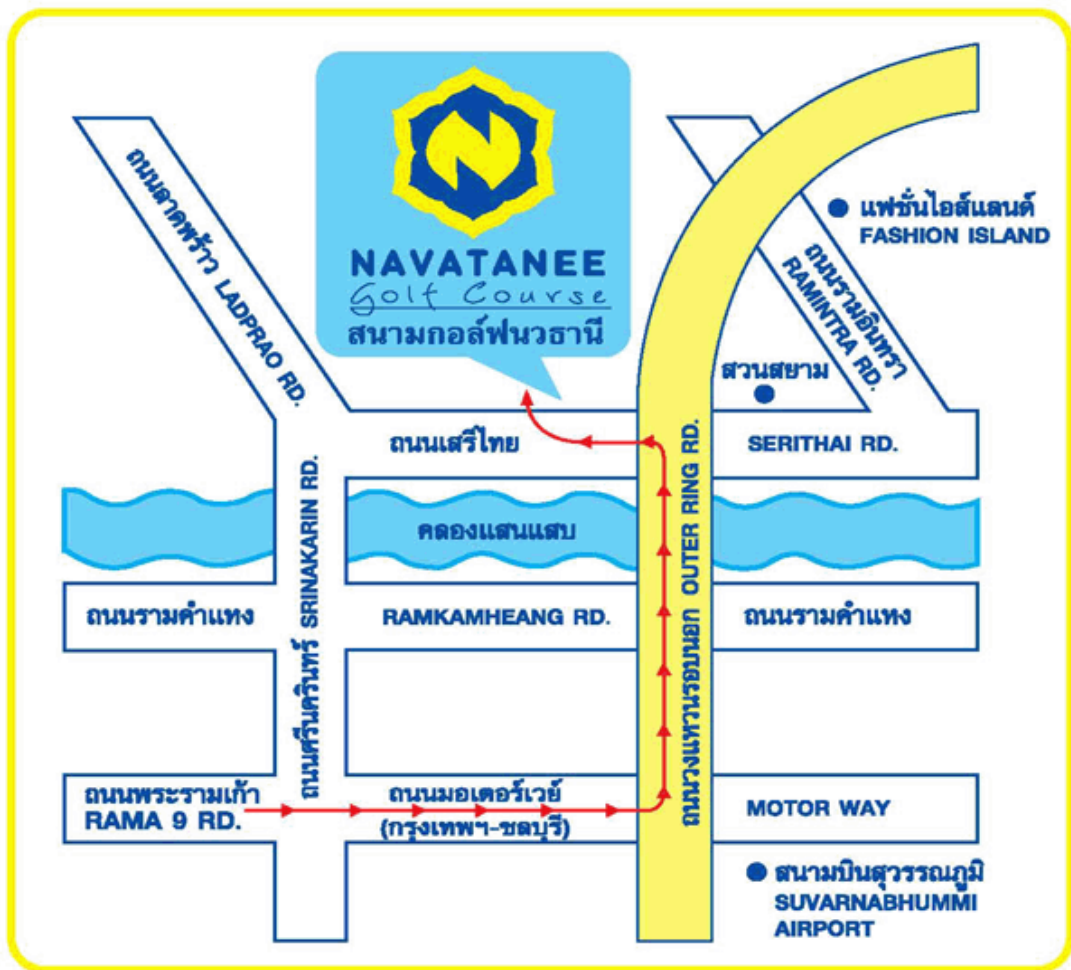 NAVATANEE
Golf Course
สนามกอล์ฟนวธานี
ถนนลาดพร้าว LADPRAO RD.
แฟชั่นไอส์แลนด์
FASHION ISLAND
ถนนรามอินทรา
RAMINTRA RD.
สวนสยาม
ถนนเสรีไทย
SERITHAI RD.
คลองแสนแสบ
ถนนศรีนครินทร์ SRINAKARIN RD.
ถนนวงแหวนรอบนอก OUTER RING RD.
ถนนรามคำแหง
RAMKAMHEANG RD.
ถนนรามคำแหง
ถนนพระรามเก้า
RAMA 9 RD.
ถนนมอเตอร์เวย์
(กรุงเทพฯ-ชลบุรี)
MOTOR WAY
สนามบินสุวรรณภูมิ
SUVARNABHUMMI
AIRPORT